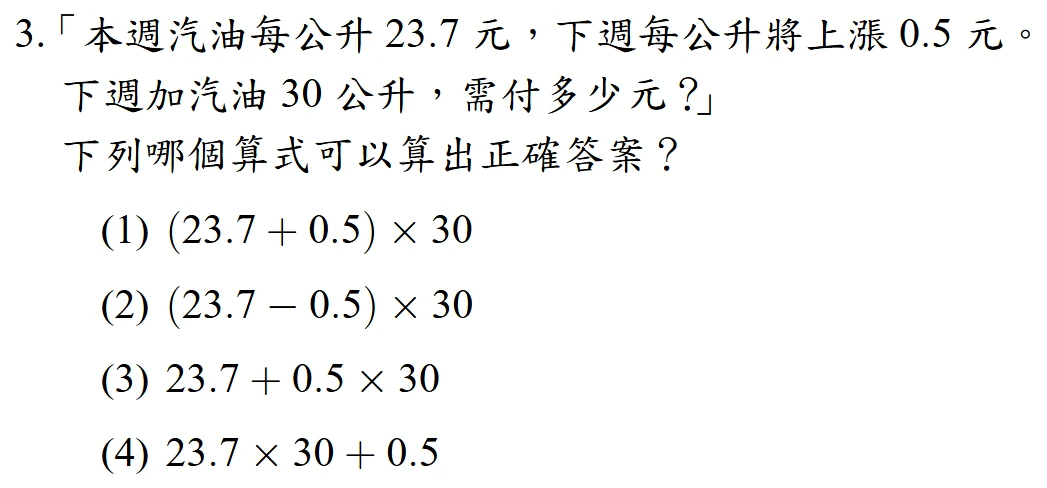 3.「本週汽油每公升 23.7 元，下週每公升將上漲 0.5 元。
下週加汽油 30 公升，需付多少元？」
下列哪個算式可以算出正確答案？
(1) (23.7 + 0.5) × 30
(2) (23.7 − 0.5) × 30
(3) 23.7 + 0.5 × 30
(4) 23.7 × 30 + 0.5